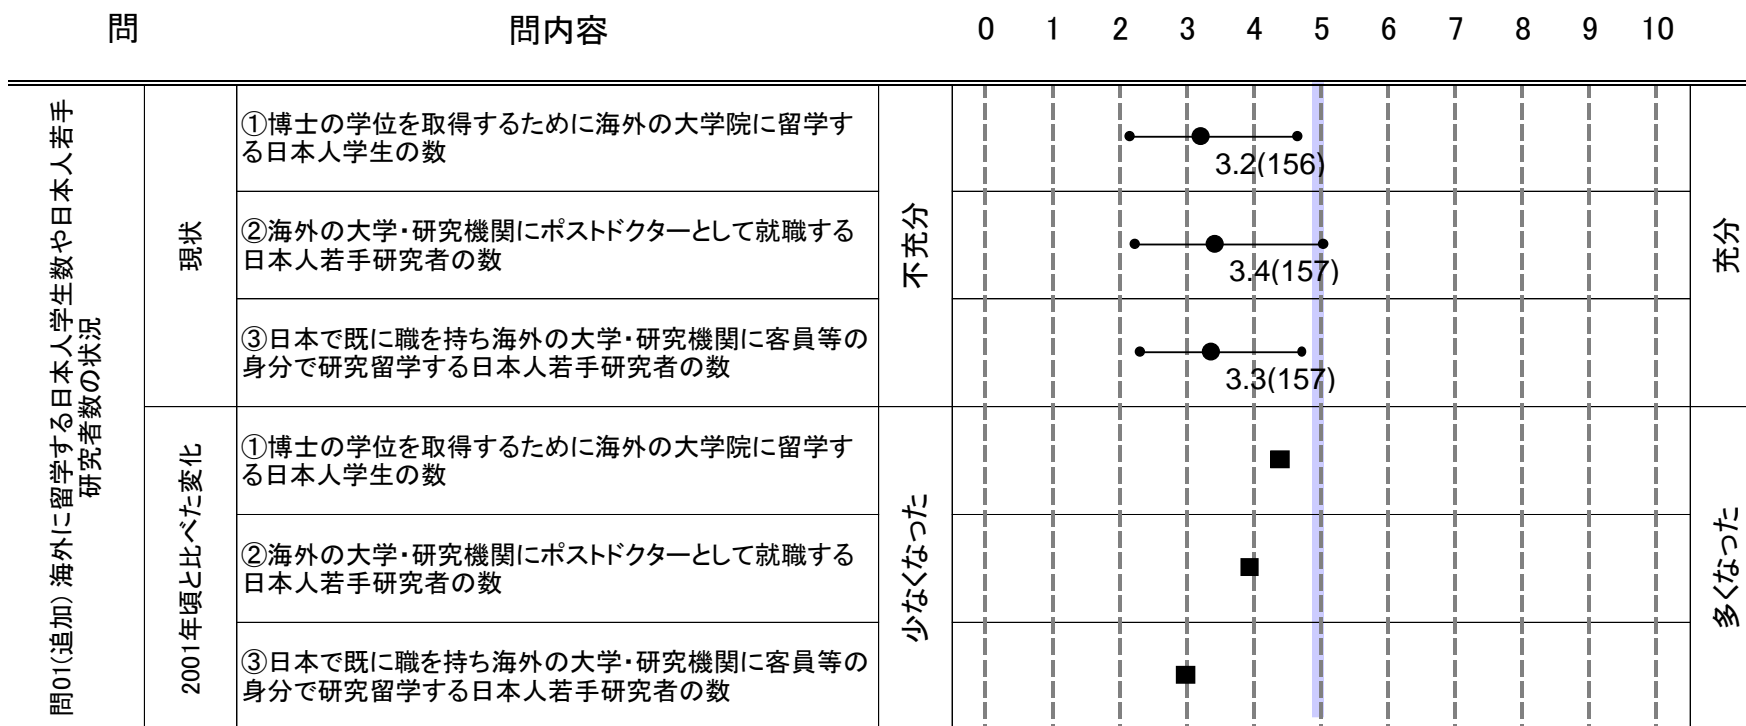 問 問内容 0 1 2 3 4 5 6 7 8 9 10
問01(追加) 海外に留学する日本人学生数や日本人若手
研究者数の状況
現状
①博士の学位を取得するために海外の大学院に留学す
る日本人学生の数
3.2(156)
②海外の大学・研究機関にポストドクターとして就職する
日本人若手研究者の数
3.4(157)
③日本で既に職を持ち海外の大学・研究機関に客員等の
身分で研究留学する日本人若手研究者の数
3.3(157)
不充分
充分
2001年頃と比べた変化
①博士の学位を取得するために海外の大学院に留学す
る日本人学生の数
②海外の大学・研究機関にポストドクターとして就職する
日本人若手研究者の数
③日本で既に職を持ち海外の大学・研究機関に客員等の
身分で研究留学する日本人若手研究者の数
少なくなった
多くなった